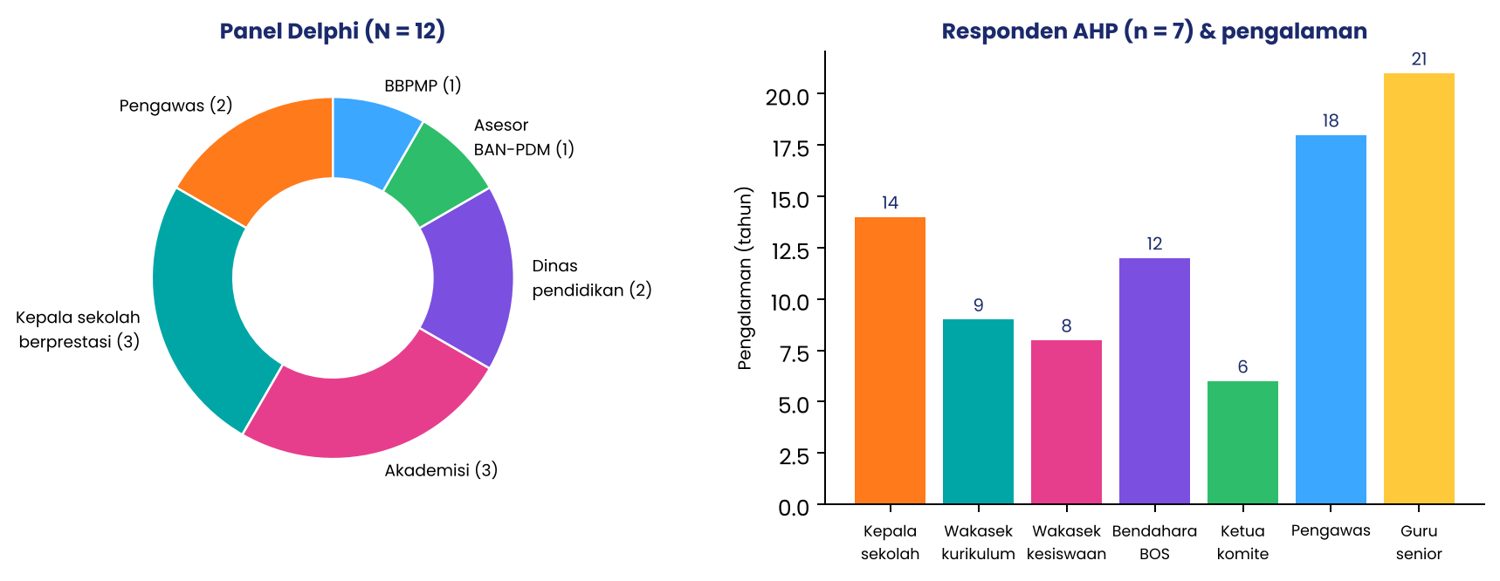 Panel Delphi (N = 12)
BBPMP (1)
Asesor
BAN-PDM (1)
Dinas
pendidikan (2)
Akademisi (3)
Kepala sekolah
berprestasi (3)
Pengawas (2)
Responden AHP (n = 7) & pengalaman
Pengalaman (tahun)
20.0
17.5
15.0
12.5
10.0
7.5
5.0
2.5
0.0
14
9
8
12
6
18
21
Kepala
sekolah
Wakasek
kurikulum
Wakasek
kesiswaan
Bendahara
BOS
Ketua
komite
Pengawas
Guru
senior